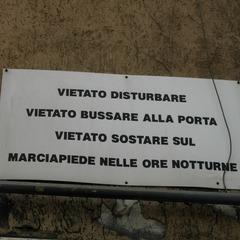 VIETATO DISTURBARE
VIETATO BUSSARE ALLA PORTA
VIETATO SOSTARE SUL
MARCIAPIEDE NELLE ORE NOTTURNE